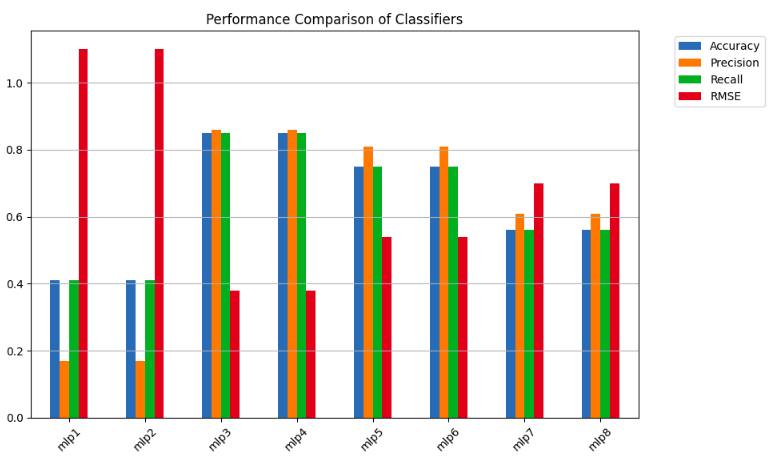 Performance Comparison of Classifiers
Accuracy
Precision
Recall
RMSE
1.0
0.8
0.6
0.4
0.2
0.0
mlp1
mlp2
mlp3
mlp4
mlp5
mlp6
mlp7
mlp8